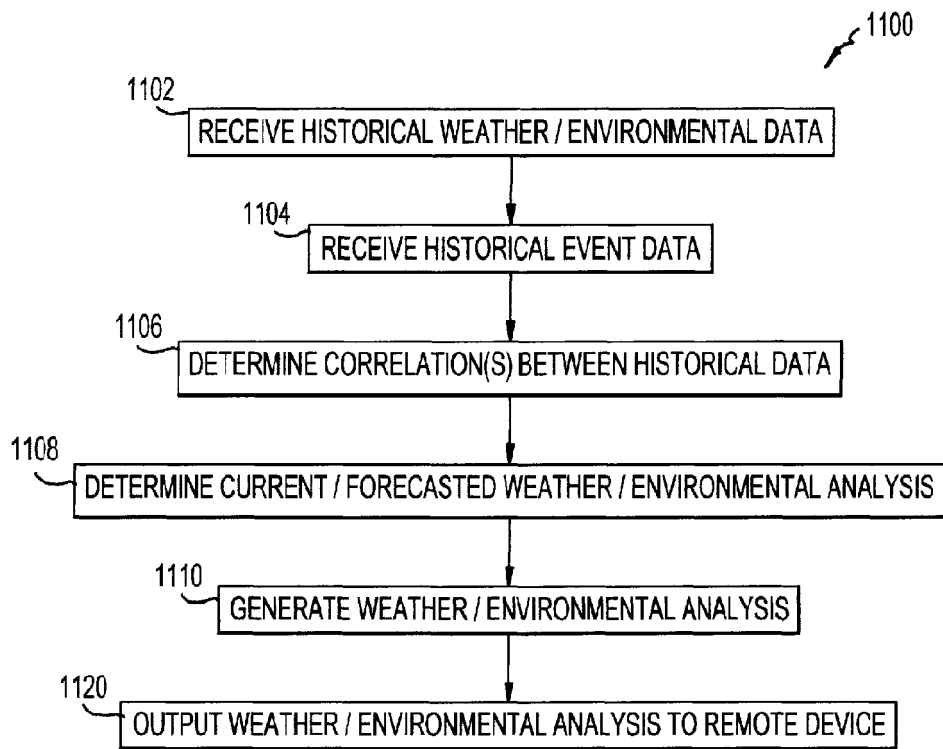 1100
1102
RECEIVE HISTORICAL WEATHER / ENVIRONMENTAL DATA
1104
RECEIVE HISTORICAL EVENT DATA
1106
DETERMINE CORRELATION(S) BETWEEN HISTORICAL DATA
1108
DETERMINE CURRENT / FORECASTED WEATHER / ENVIRONMENTAL ANALYSIS
1110
GENERATE WEATHER / ENVIRONMENTAL ANALYSIS
1120
OUTPUT WEATHER / ENVIRONMENTAL ANALYSIS TO REMOTE DEVICE